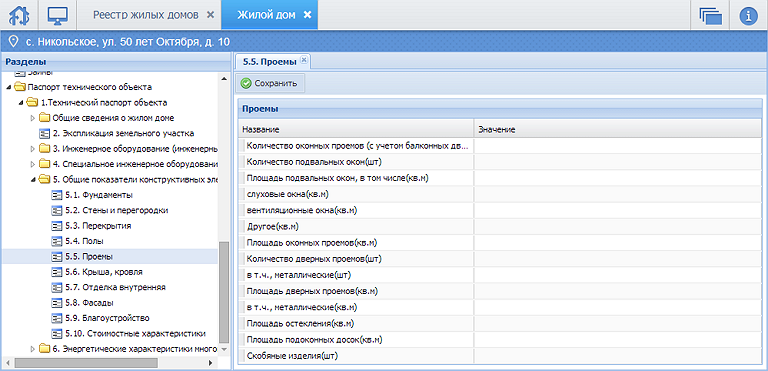 Реестр жилых домов
Жилой дом
с. Никольское, ул. 50 лет Октября, д. 10
Разделы
Займы
Паспорт технического объекта
1.Технический паспорт объекта
Общие сведения о жилом доме
2. Экспликация земельного участка
3. Инженерное оборудование (инженерны
4. Специальное инженерное оборудовани
5. Общие показатели конструктивных эле
5.1. Фундаменты
5.2. Стены и перегородки
5.3. Перекрытия
5.4. Полы
5.5. Проемы
5.6. Крыша, кровля
5.7. Отделка внутренняя
5.8. Фасады
5.9. Благоустройство
5.10. Стоимостные характеристики
6. Энергетические характеристики много
5.5. Проемы
Сохранить
Проемы
Название
Значение
Количество оконных проемов (с учетом балконных дв...
Количество подвальных окон(шт)
Площадь подвальных окон, в том числе(кв.м)
слуховые окна(кв.м)
вентиляционные окна(кв.м)
Другое(кв.м)
Площадь оконных проемов(кв.м)
Количество дверных проемов(шт)
в т.ч., металлические(шт)
Площадь дверных проемов(кв.м)
в т.ч., металлические(кв.м)
Площадь остекления(кв.м)
Площадь подоконных досок(кв.м)
Скобяные изделия(шт)